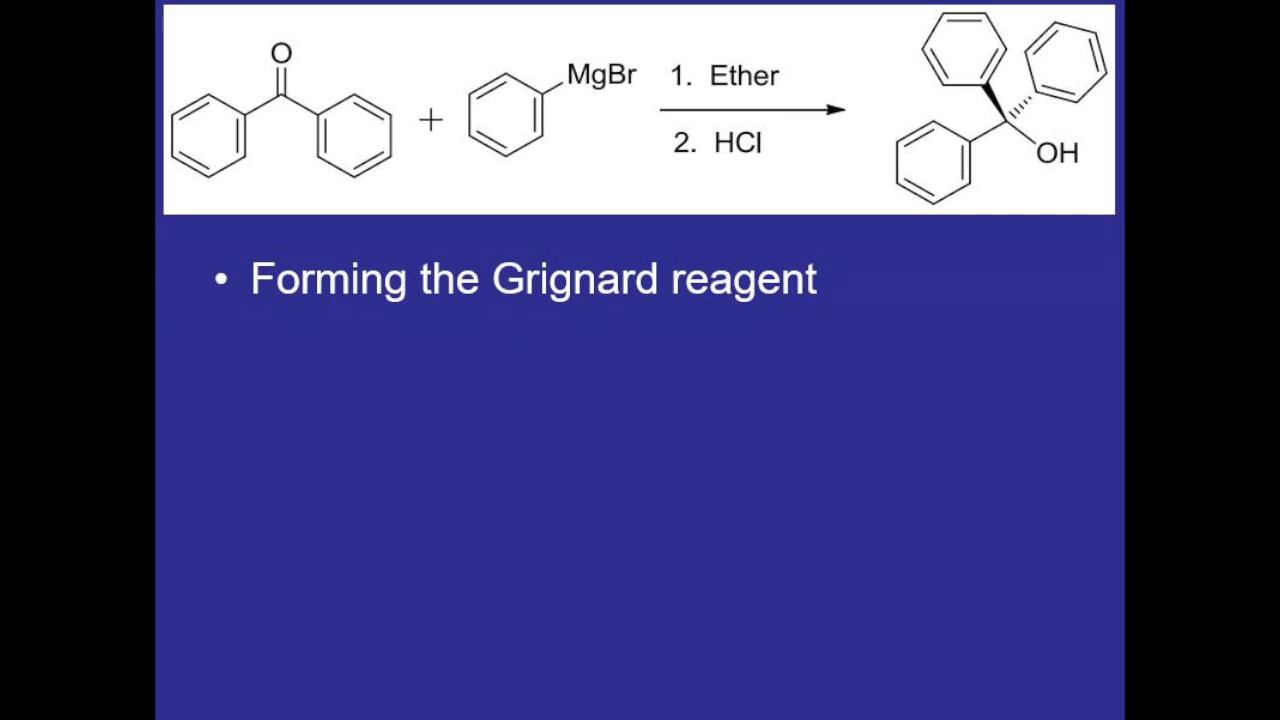 O
MgBr
+
1. Ether
2. HCl
OH
• Forming the Grignard reagent